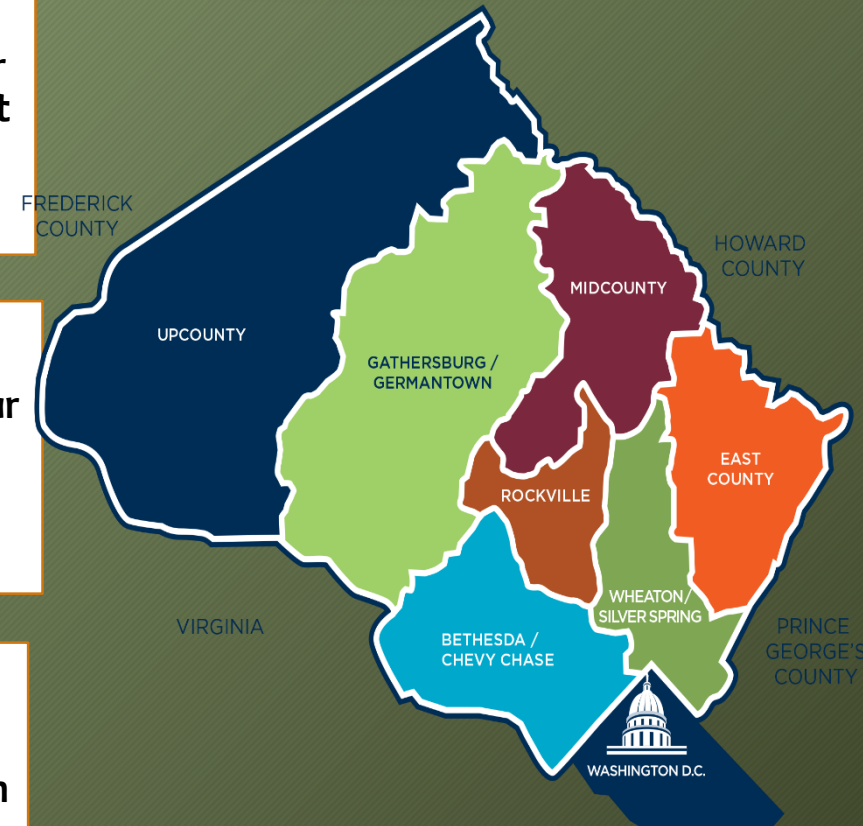 r
t
FREDERICK
COUNTY
HOWARD
COUNTY
MIDCOUNTY
UPCOUNTY
GATHERSBURG /
GERMANTOWN
ur
EAST
COUNTY
ROCKVILLE
WHEATON/
SILVER SPRING
VIRGINIA
PRINCE
GEORGE'S
COUNTY
BETHESDA /
CHEVY CHASE
WASHINGTON D.C.
n